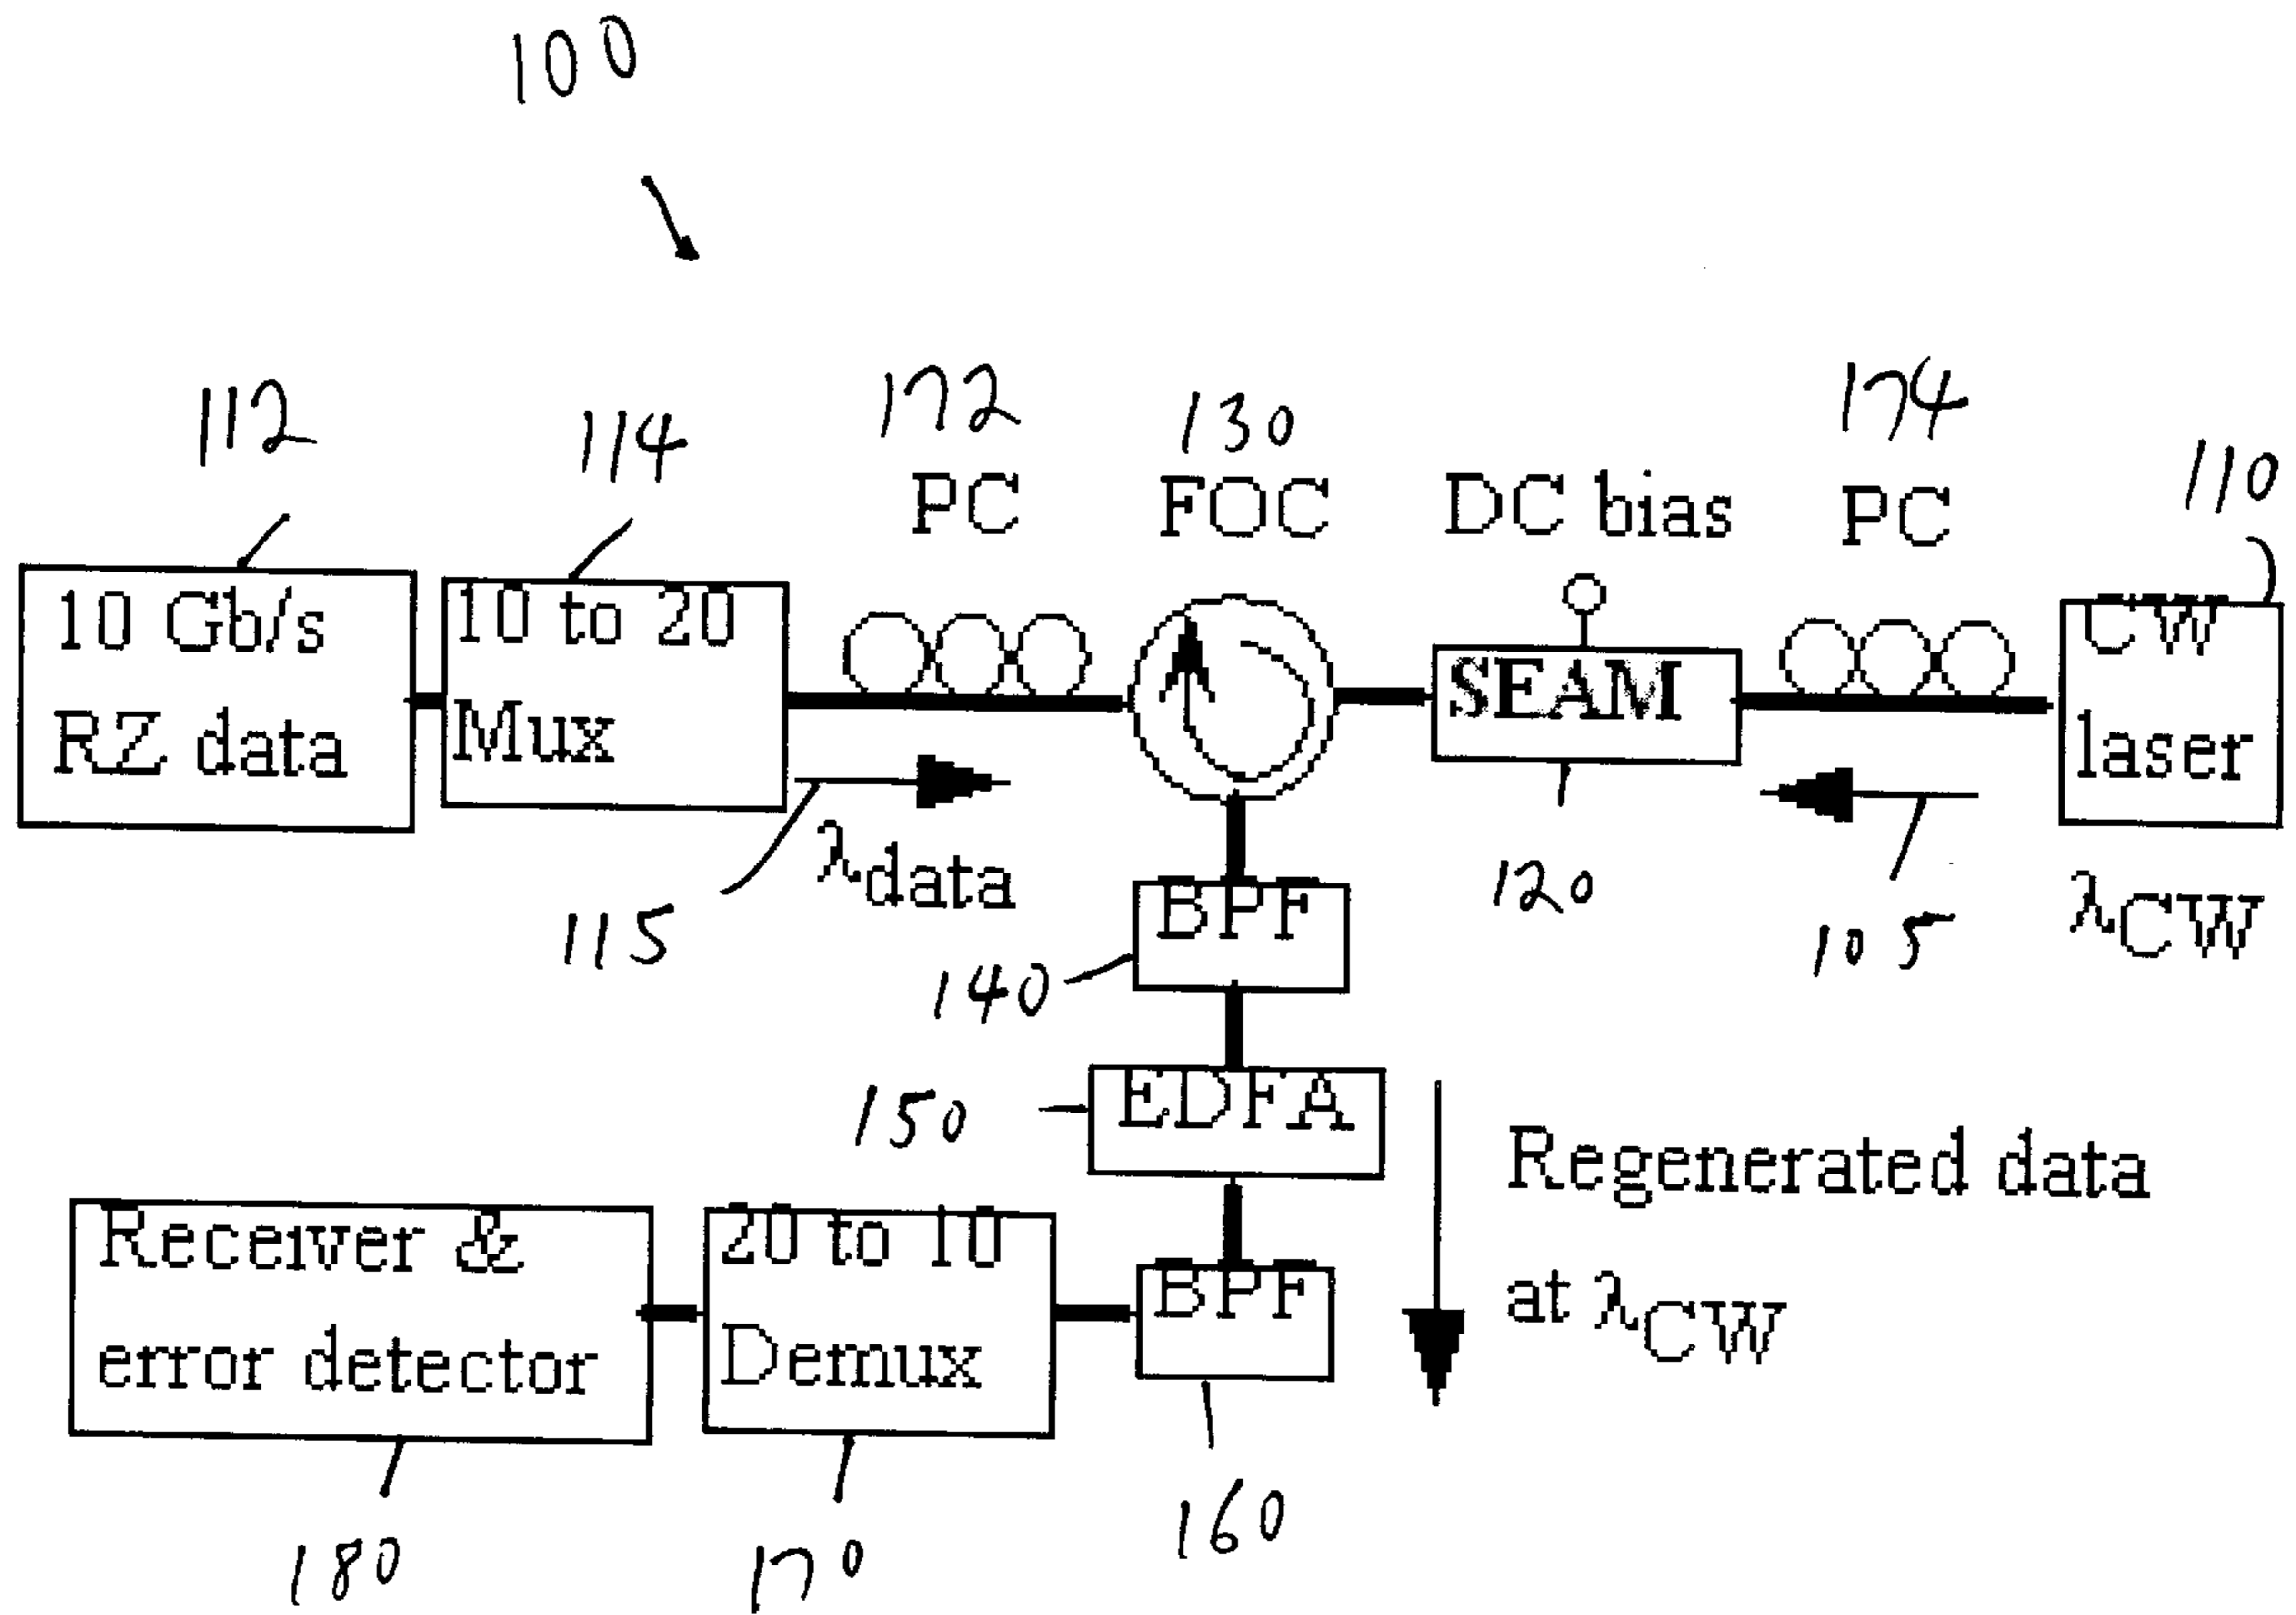 100
112
114
172
130
174
110
PC
FOC
DC bias
PC
10 Gb/s
RZ data
10 to 20
Mux
SEAM
CW
laser
λdata
115
120
105
λCW
BPF
140
EDFA
150
Regenerated data
at λCW
Receiver &
error detector
20 to 10
Demux
BPF
180
170
160